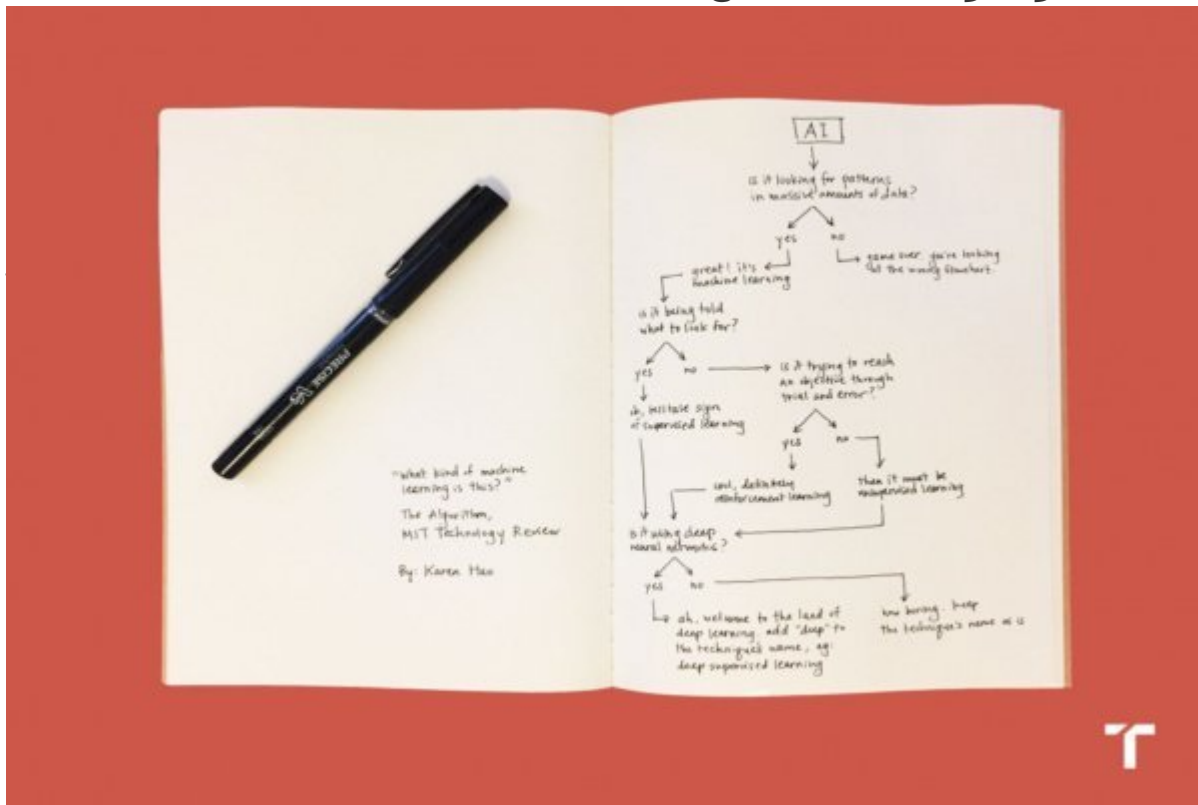 PRECISE V5
"What kind of machine
learning is this?"
The Algorithm,
MIT Technology Review
By: Karen Hao
AI
is it looking for patterns
in massive amounts of data?
yes
no
great! it's
machine learning
game over. you're looking
at the wrong flowchart.
is it being told
what to look for?
yes
no
is it trying to reach
an objective through
trial and error?
ah, telltale sign
of supervised learning
yes
no
cool, definitely
reinforcement learning
then it must be
unsupervised learning
is it using deep
neural networks?
yes
no
ah, welcome to the land of
deep learning. add "deep" to
the technique's name, eg:
deep supervised learning
how boring. keep
the technique's name as is